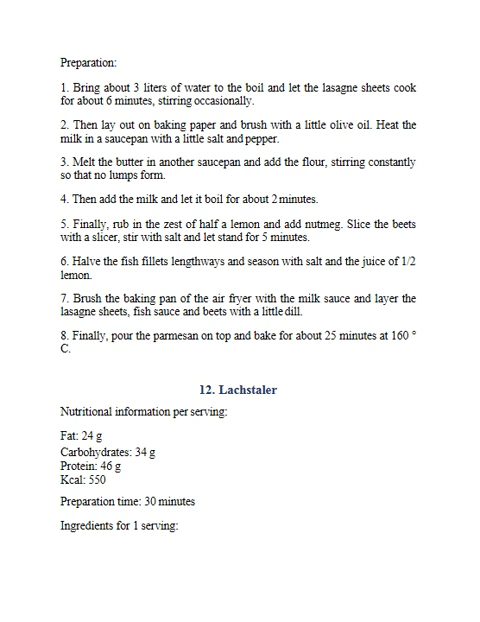 Preparation:
1. Bring about 3 liters of water to the boil and let the lasagne sheets cook
for about 6 minutes, stirring occasionally.
2. Then lay out on baking paper and brush with a little olive oil. Heat the
milk in a saucepan with a little salt and pepper.
3. Melt the butter in another saucepan and add the flour, stirring constantly
so that no lumps form.
4. Then add the milk and let it boil for about 2 minutes.
5. Finally, rub in the zest of half a lemon and add nutmeg. Slice the beets
with a slicer, stir with salt and let stand for 5 minutes.
6. Halve the fish fillets lengthways and season with salt and the juice of 1/2
lemon.
7. Brush the baking pan of the air fryer with the milk sauce and layer the
lasagne sheets, fish sauce and beets with a little dill.
8. Finally, pour the parmesan on top and bake for about 25 minutes at 160 °
C.
12. Lachstaler
Nutritional information per serving:
Fat: 24 g
Carbohydrates: 34 g
Protein: 46 g
Kcal: 550
Preparation time: 30 minutes
Ingredients for 1 serving: